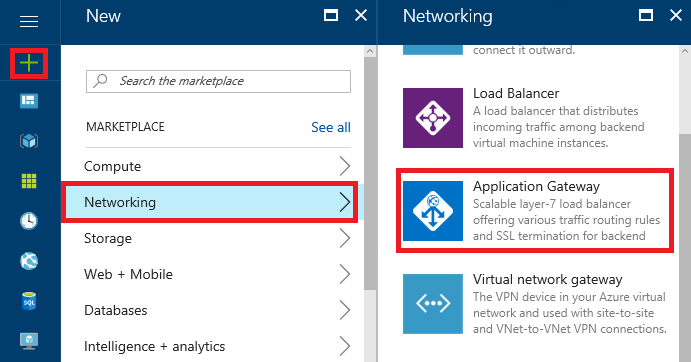 New
Search the marketplace
MARKETPLACE
See all
Compute
Networking
Storage
Web + Mobile
Databases
Intelligence + analytics
SQL
Networking
connect it outward.
Load Balancer
A load balancer that distributes
incoming traffic among backend
virtual machine instances.
Application Gateway
Scalable layer-7 load balancer
offering various traffic routing rules
and SSL termination for backend
Virtual network gateway
The VPN device in your Azure virtual
network and used with site-to-site
and VNet-to-VNet VPN connections.